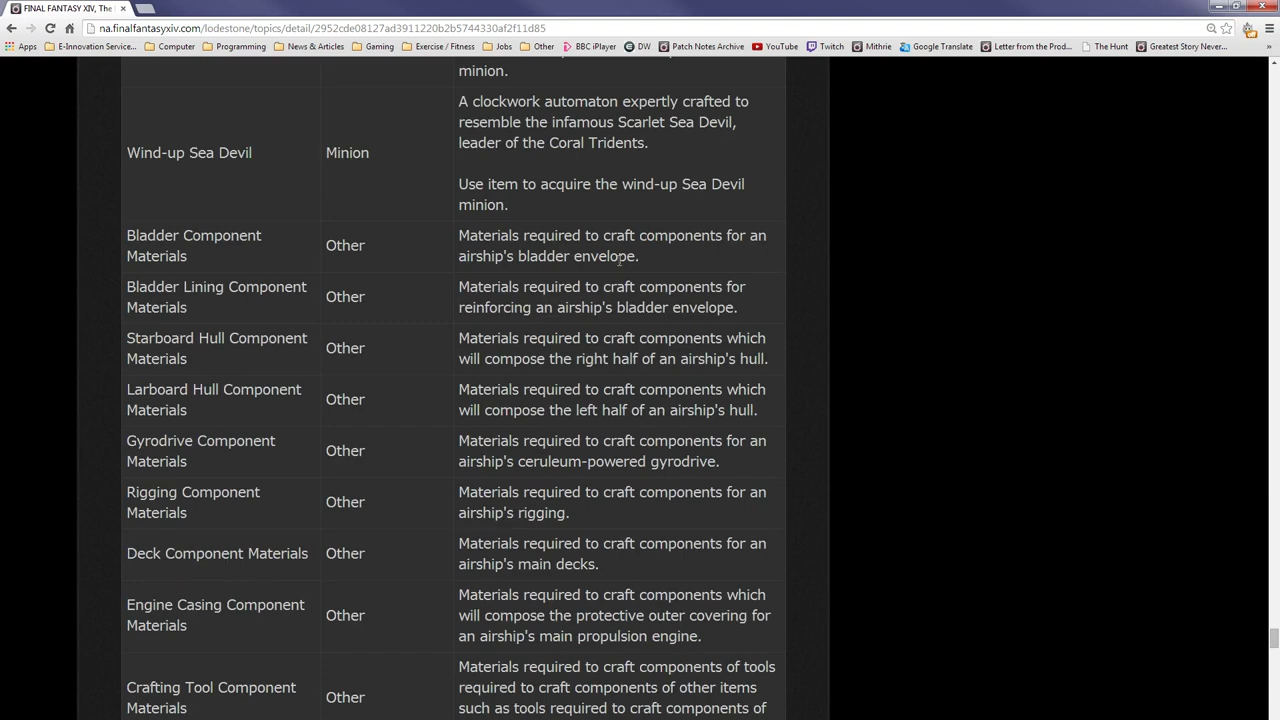 FINAL FANTASY XIV, The
na.finalfantasyxiv.com/lodestone/topics/detail/2952cde08127ad3911220b2b5744330af2f11d85
Apps E-Innovation Service... Computer Programming News & Articles Gaming Exercise / Fitness Jobs Other BBC iPlayer DW Patch Notes Archive YouTube Twitch Mithrie Google Translate Letter from the Prod... The Hunt Greatest Story Never... »
minion.
Wind-up Sea Devil
Minion
A clockwork automaton expertly crafted to
resemble the infamous Scarlet Sea Devil,
leader of the Coral Tridents.
Use item to acquire the wind-up Sea Devil
minion.
Bladder Component
Materials
Other
Materials required to craft components for an
airship's bladder envelope.
Bladder Lining Component
Materials
Other
Materials required to craft components for
reinforcing an airship's bladder envelope.
Starboard Hull Component
Materials
Other
Materials required to craft components which
will compose the right half of an airship's hull.
Larboard Hull Component
Materials
Other
Materials required to craft components which
will compose the left half of an airship's hull.
Gyrodrive Component
Materials
Other
Materials required to craft components for an
airship's ceruleum-powered gyrodrive.
Rigging Component
Materials
Other
Materials required to craft components for an
airship's rigging.
Deck Component Materials
Other
Materials required to craft components for an
airship's main decks.
Engine Casing Component
Materials
Other
Materials required to craft components which
will compose the protective outer covering for
an airship's main propulsion engine.
Crafting Tool Component
Materials
Other
Materials required to craft components of tools
required to craft components of other items
such as tools required to craft components of